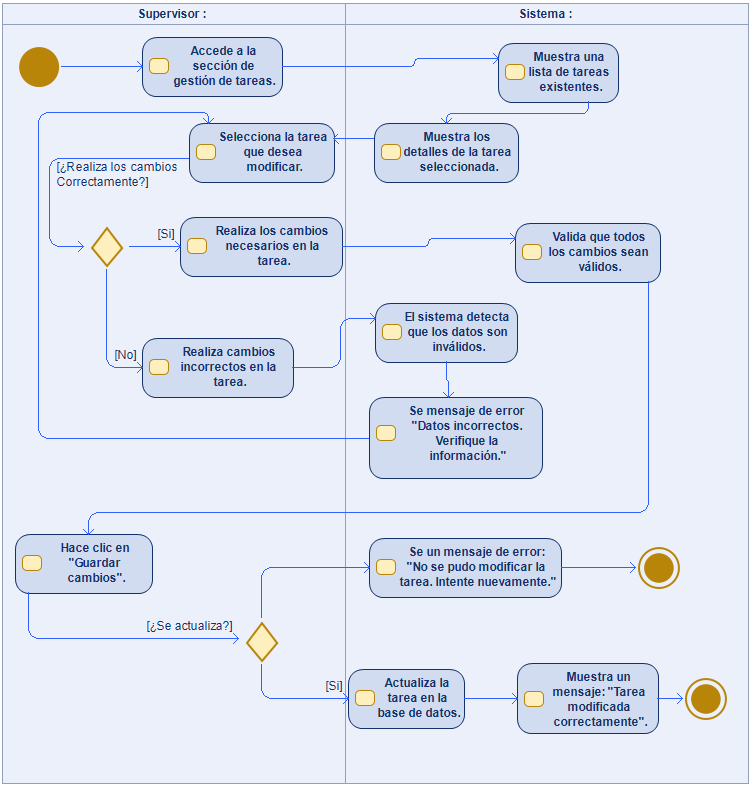 Supervisor :
Sistema :
Accede a la
sección de
gestión de tareas.
Muestra una
lista de tareas
existentes.
Selecciona la tarea
que desea
modificar.
Muestra los
detalles de la tarea
seleccionada.
[¿Realiza los cambios
Correctamente?]
[Si]
Realiza los cambios
necesarios en la
tarea.
Valida que todos
los cambios sean
válidos.
[No]
Realiza cambios
incorrectos en la
tarea.
El sistema detecta
que los datos son
inválidos.
Se mensaje de error
"Datos incorrectos.
Verifique la
información."
Hace clic en
"Guardar
cambios".
Se un mensaje de error:
"No se pudo modificar la
tarea. Intente nuevamente."
[¿Se actualiza?]
[Si]
Actualiza la
tarea en la
base de datos.
Muestra un
mensaje: "Tarea
modificada
correctamente".